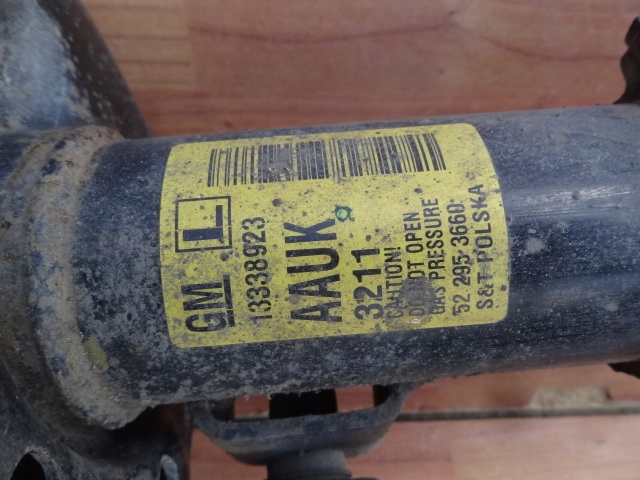 GM L
13338923
AAUK
3211
CAUTION!
DO NOT OPEN
GAS PRESSURE
52 295 3660
S&T POLSKA